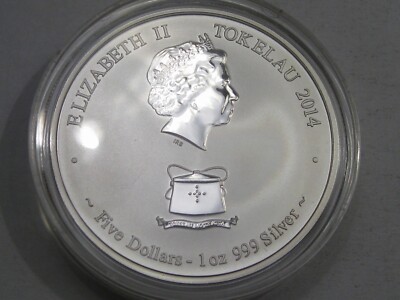 ELIZABETH II TOKELAU 2014
~ Five Dollars - 1 oz 999 Silver ~